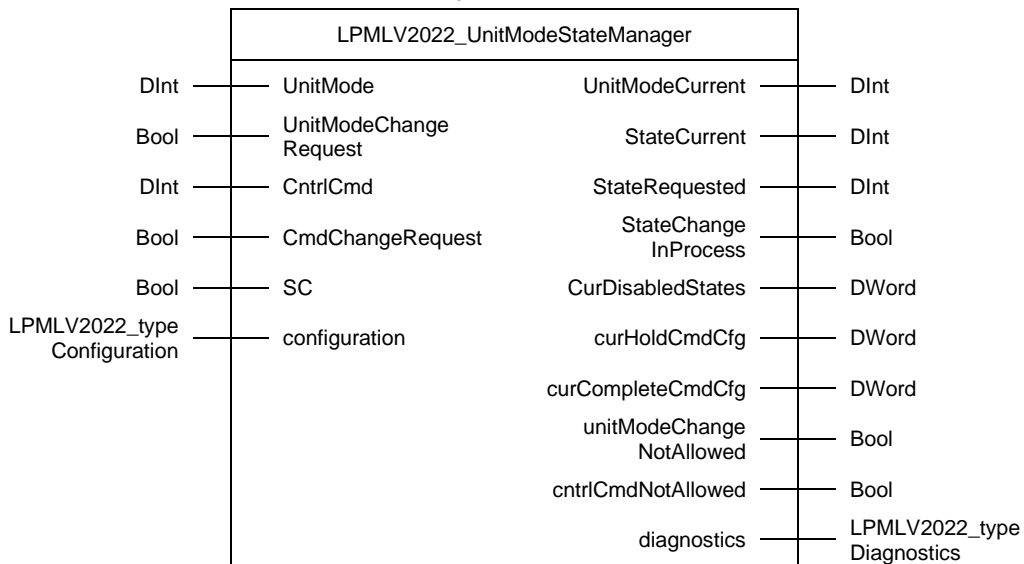 LPMLV2022_UnitModeStateManager
DInt UnitMode UnitModeCurrent DInt
Bool UnitModeChange
Request StateCurrent DInt
DInt CntrlCmd StateRequested DInt
Bool CmdChangeRequest StateChange
InProcess Bool
Bool SC CurDisabledStates DWord
LPMLV2022_type
Configuration configuration curHoldCmdCfg DWord
curCompleteCmdCfg DWord
unitModeChange
NotAllowed Bool
cntrlCmdNotAllowed Bool
diagnostics LPMLV2022_type
Diagnostics